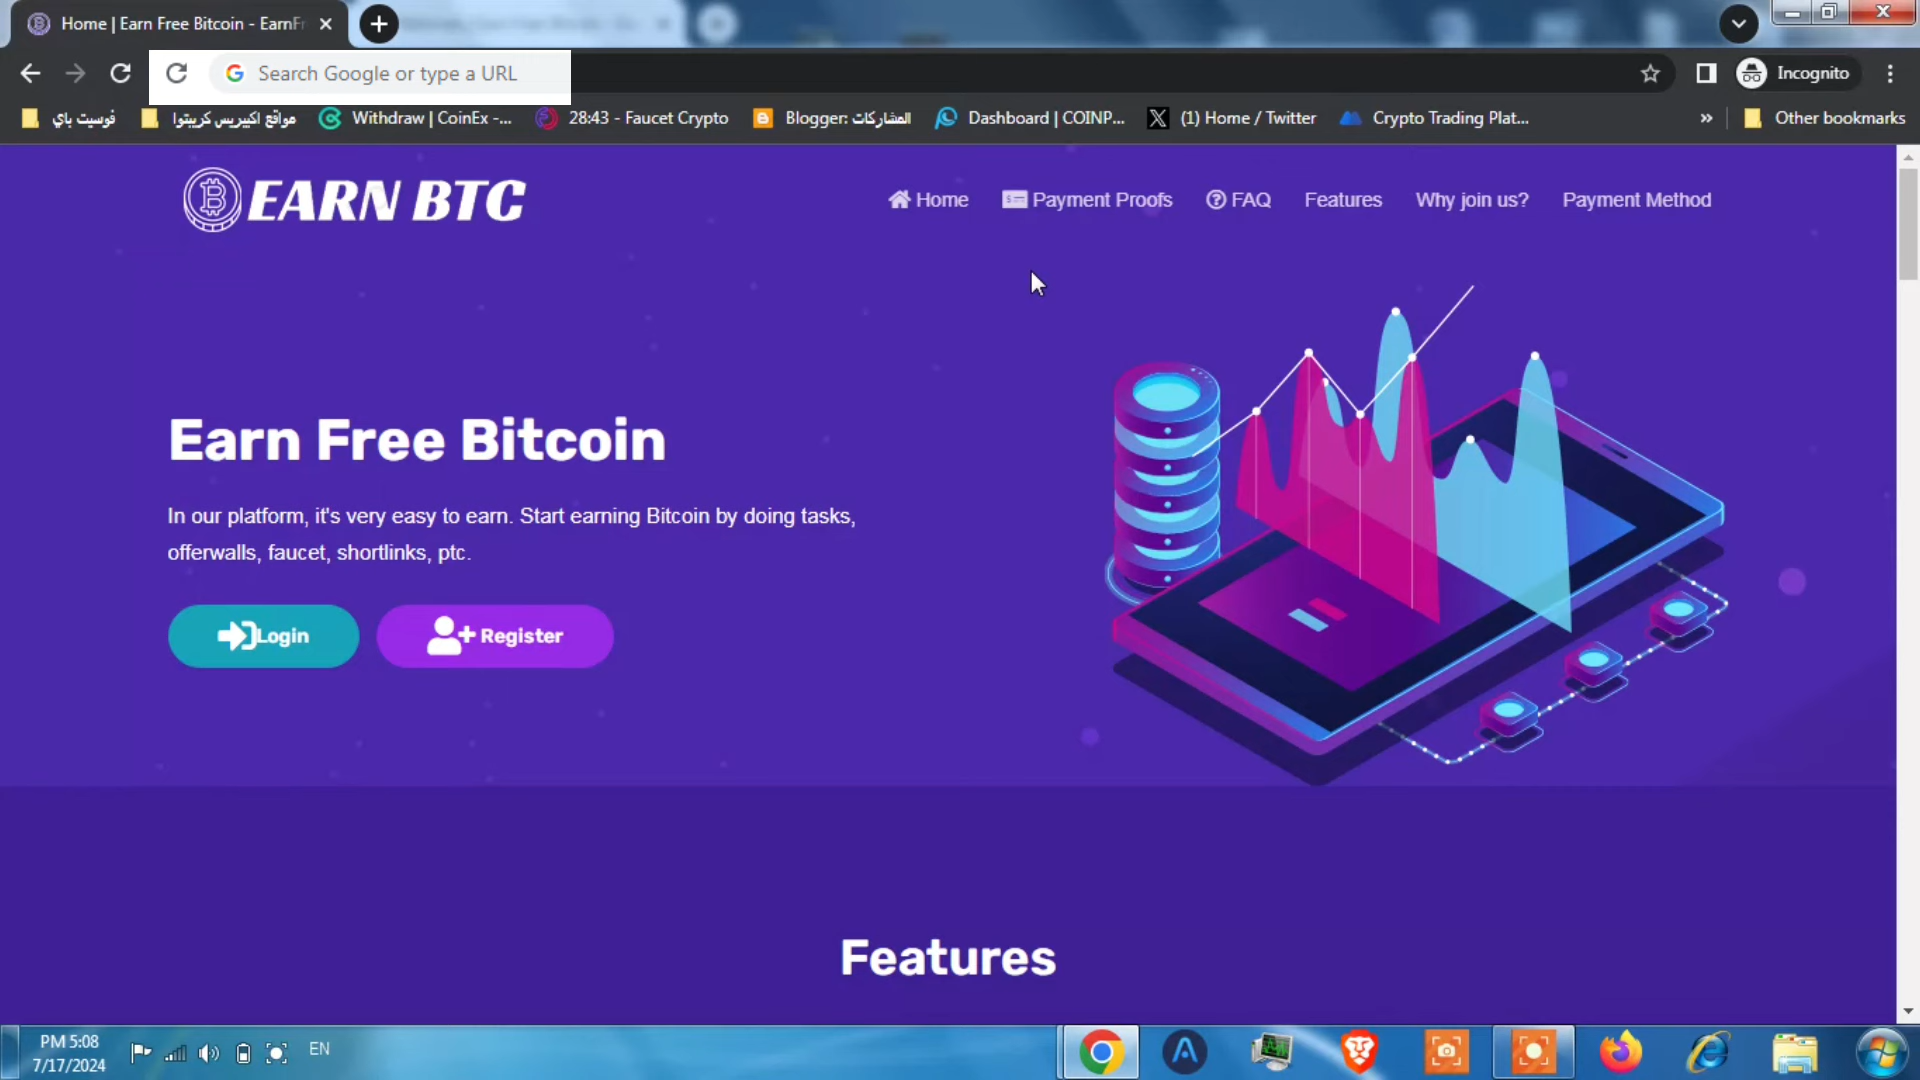 Home | Earn Free Bitcoin - EarnFr
Search Google or type a URL
Incognito
فوسيت باي
مواقع اكبيريس كريبتوا
Withdraw | CoinEx -...
28:43 - Faucet Crypto
Blogger: المشاركات
Dashboard | COINP...
(1) Home / Twitter
Crypto Trading Plat...
»
Other bookmarks
EARN BTC
Home
Payment Proofs
FAQ
Features
Why join us?
Payment Method
Earn Free Bitcoin
In our platform, it's very easy to earn. Start earning Bitcoin by doing tasks,
offerwalls, faucet, shortlinks, ptc.
Login
Register
Features
PM 5:08
7/17/2024
EN